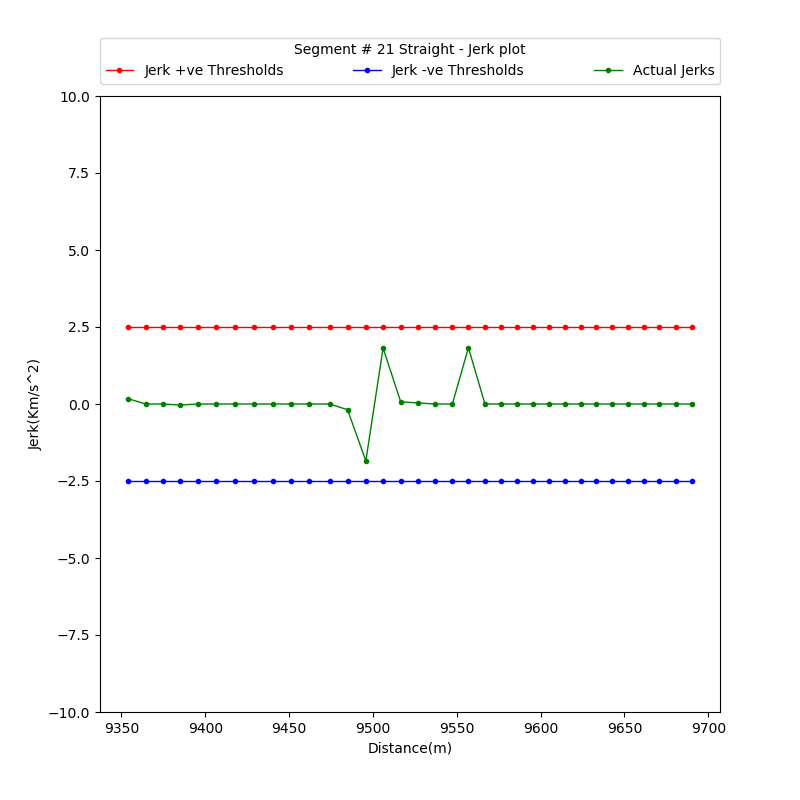 Segment # 21 Straight - Jerk plot
Jerk +ve Thresholds Jerk -ve Thresholds Actual Jerks
10.0
7.5
5.0
2.5
0.0
−2.5
−5.0
−7.5
−10.0
Jerk(Km/s^2)
9350 9400 9450 9500 9550 9600 9650 9700
Distance(m)